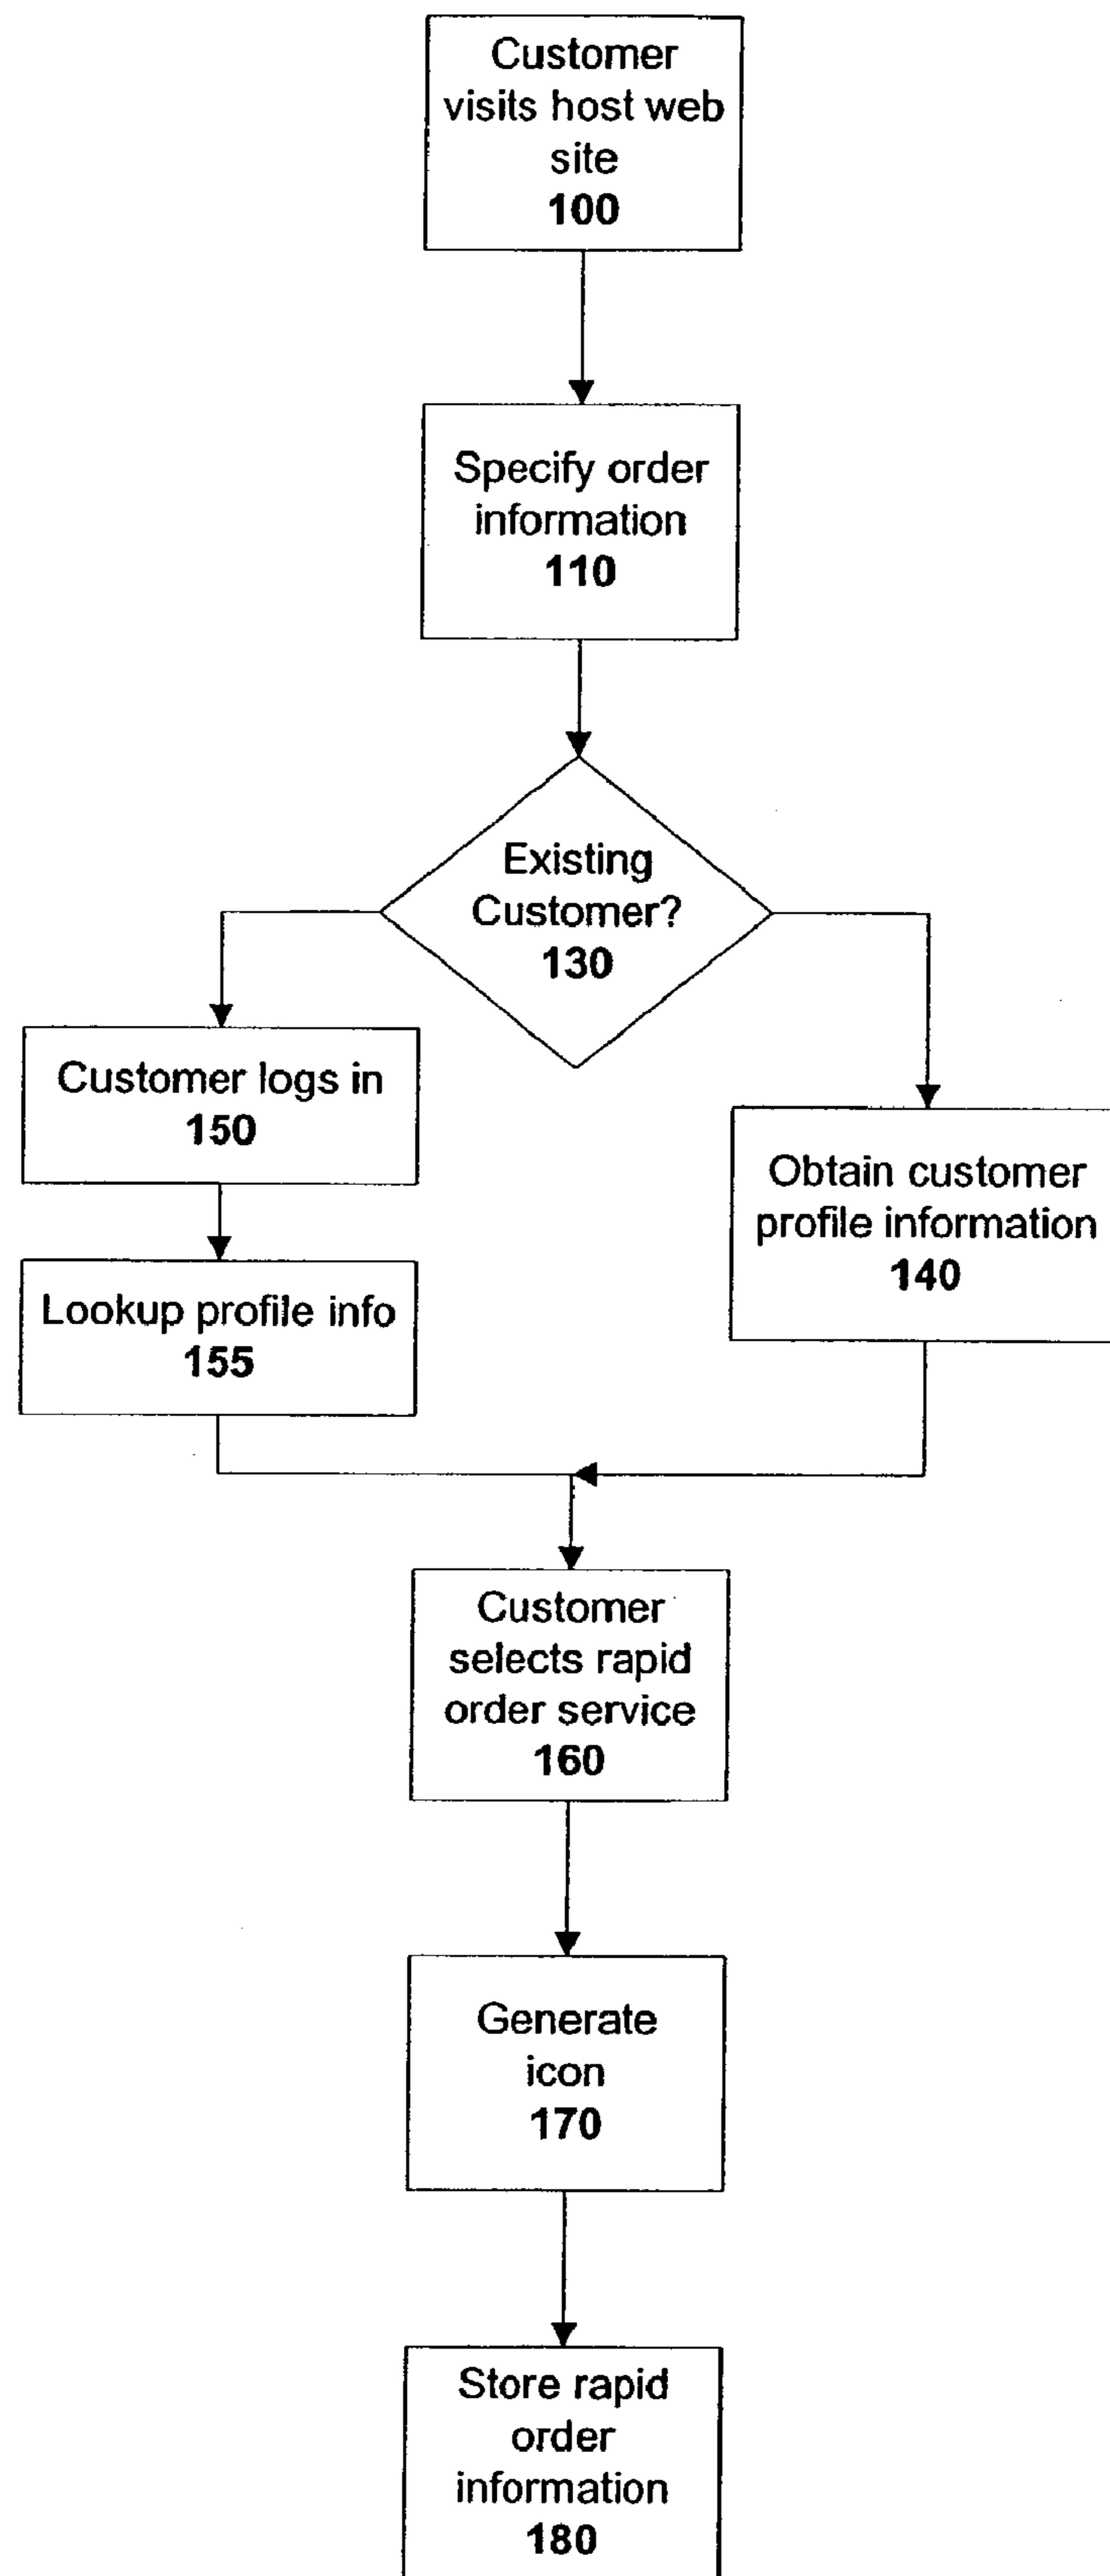 Customer
visits host web
site
100
Specify order
information
110
Existing
Customer?
130
Customer logs in
150
Lookup profile info
155
Obtain customer
profile information
140
Customer
selects rapid
order service
160
Generate
icon
170
Store rapid
order
information
180